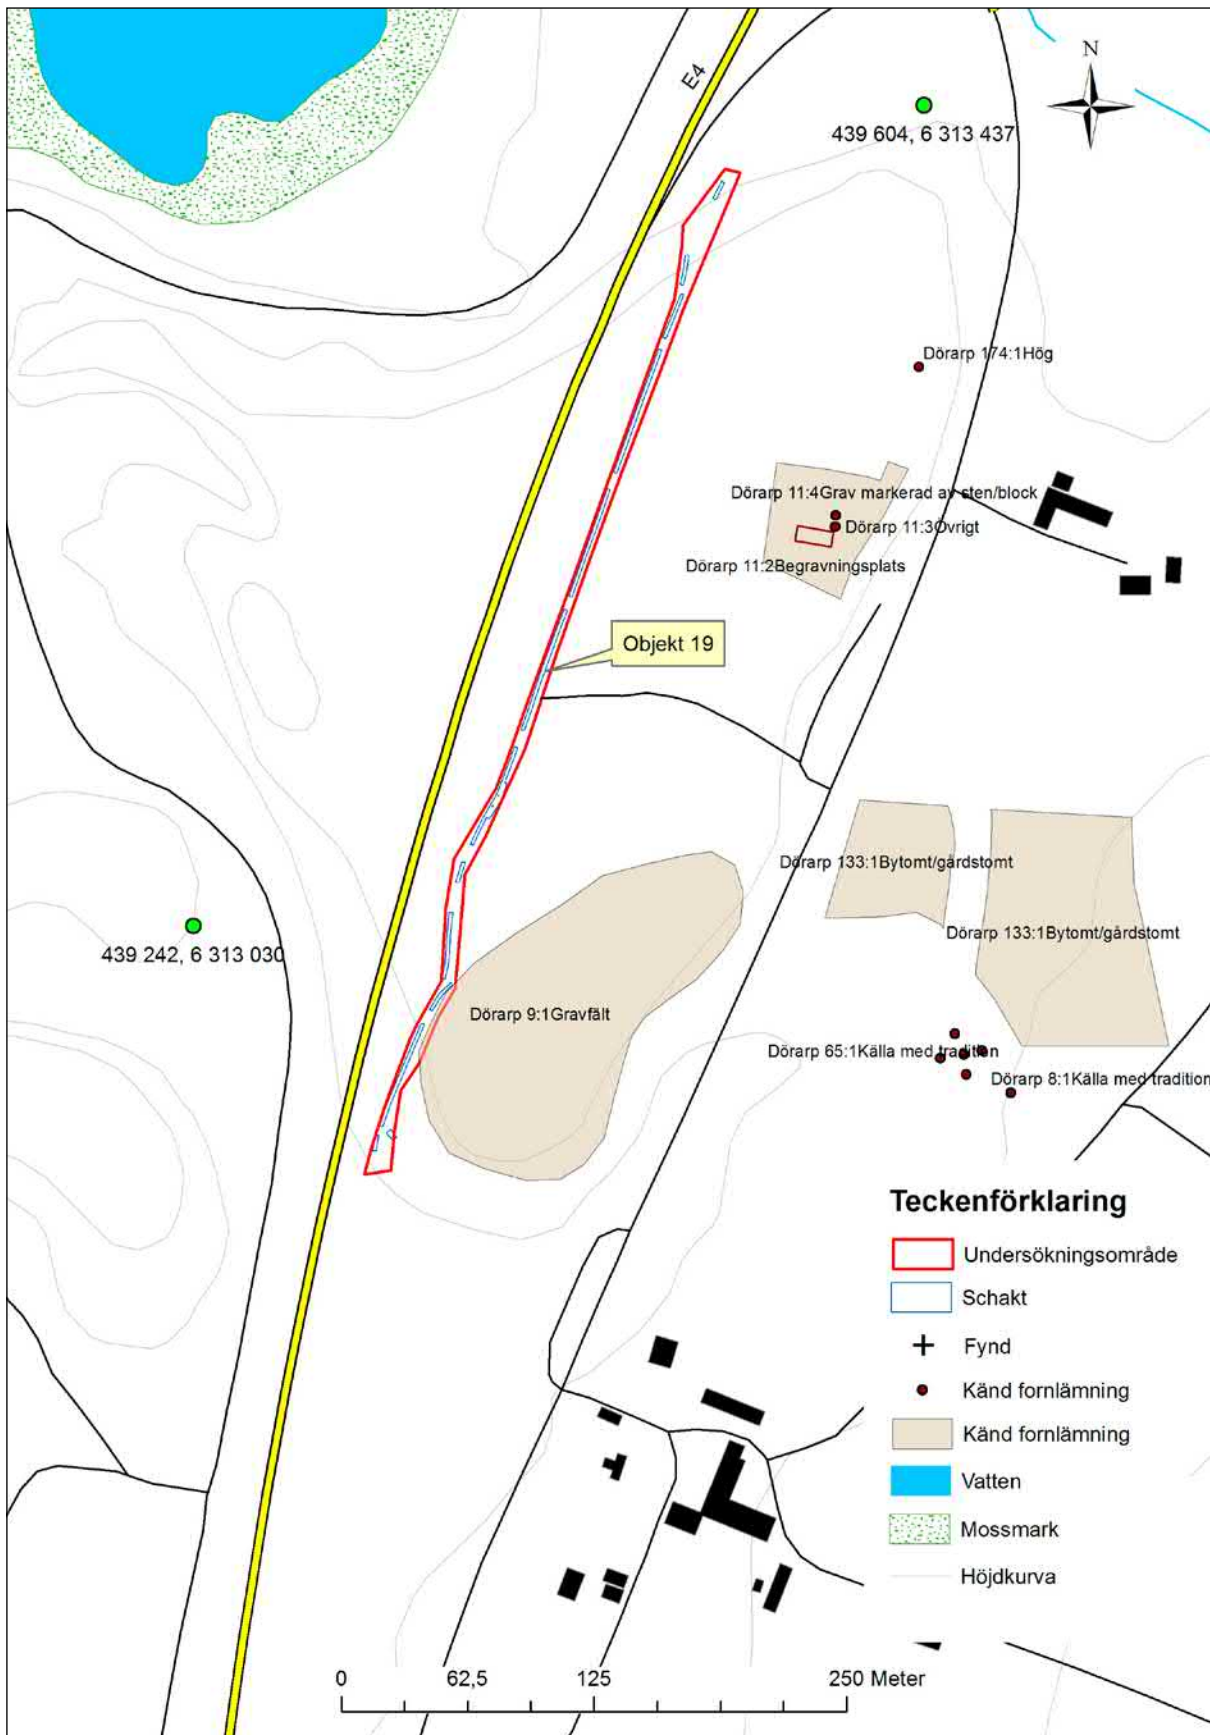 E4
N
439 604, 6 313 437
Dörarp 174:1Hög
Dörarp 11:4Grav markerad av sten/block
Dörarp 11:3Övrigt
Dörarp 11:2Begravningsplats
Objekt 19
Dörarp 133:1Bytomt/gårdstomt
Dörarp 133:1Bytomt/gårdstomt
439 242, 6 313 030
Dörarp 9:1Gravfält
Dörarp 65:1Källa med tradition
Dörarp 8:1Källa med tradition
Teckenförklaring
Undersökningsområde
Schakt
Fynd
Känd fornlämning
Känd fornlämning
Vatten
Mossmark
Höjdkurva
0 62,5 125 250 Meter